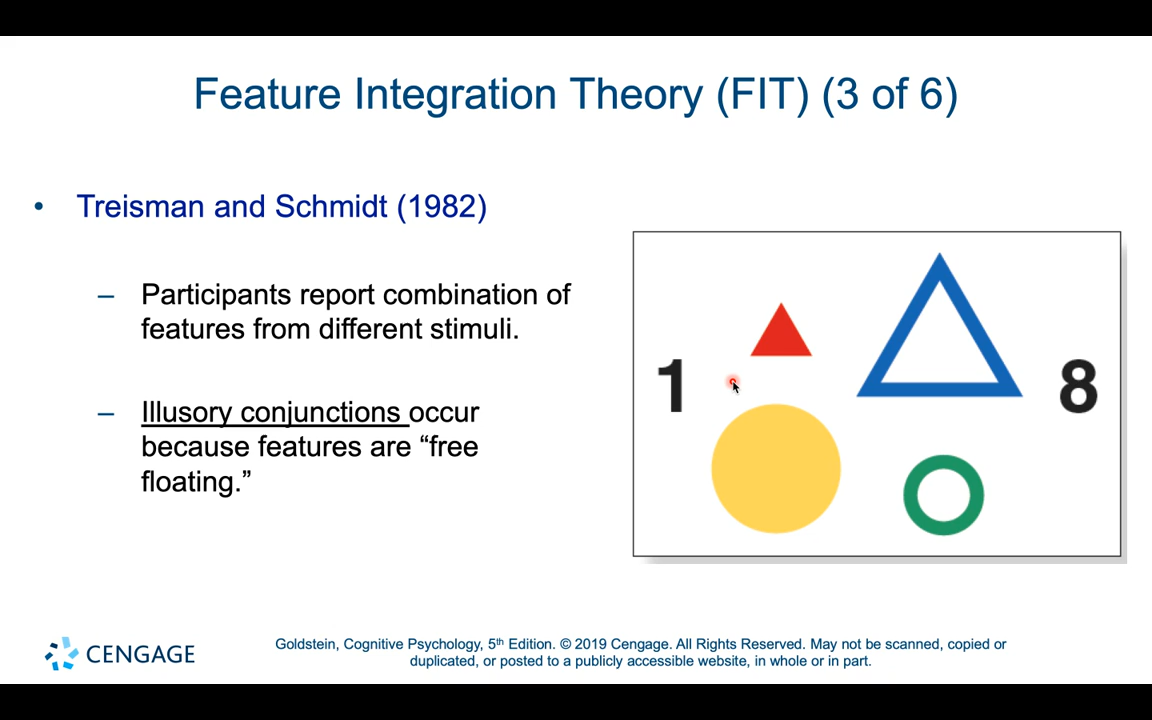 Feature Integration Theory (FIT) (3 of 6)
• Treisman and Schmidt (1982)
– Participants report combination of
features from different stimuli.
– Illusory conjunctions occur
because features are “free
floating.”
1
8
CENGAGE
Goldstein, Cognitive Psychology, 5th Edition. © 2019 Cengage. All Rights Reserved. May not be scanned, copied or
duplicated, or posted to a publicly accessible website, in whole or in part.